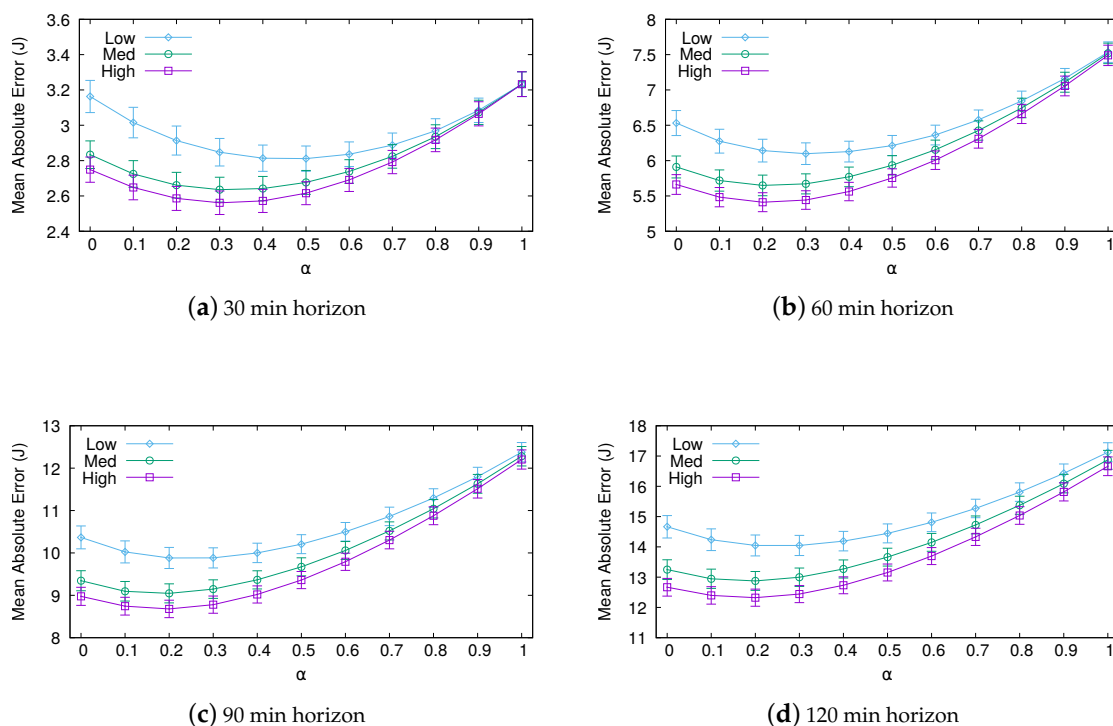 3.6
3.4
3.2
3
2.8
2.6
2.4
Mean Absolute Error (J)
Low
Med
High
0 0.1 0.2 0.3 0.4 0.5 0.6 0.7 0.8 0.9 1
α
(a) 30 min horizon
8
7.5
7
6.5
6
5.5
5
Mean Absolute Error (J)
Low
Med
High
0 0.1 0.2 0.3 0.4 0.5 0.6 0.7 0.8 0.9 1
α
(b) 60 min horizon
13
12
11
10
9
8
Mean Absolute Error (J)
Low
Med
High
0 0.1 0.2 0.3 0.4 0.5 0.6 0.7 0.8 0.9 1
α
(c) 90 min horizon
18
17
16
15
14
13
12
11
Mean Absolute Error (J)
Low
Med
High
0 0.1 0.2 0.3 0.4 0.5 0.6 0.7 0.8 0.9 1
α
(d) 120 min horizon